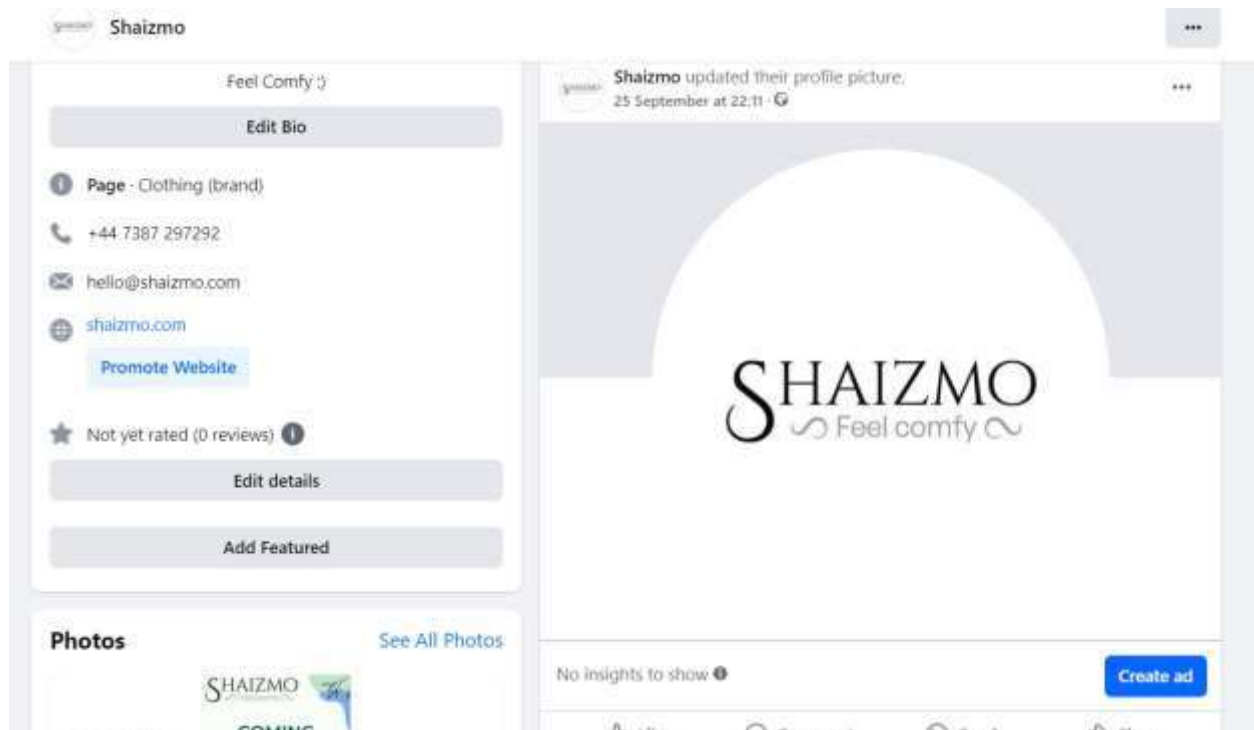 Shaizmo
Feel Comfy :)
Edit Bio
Page · Clothing (brand)
+44 7387 297292
hello@shaizmo.com
shaizmo.com
Promote Website
Not yet rated (0 reviews)
Edit details
Add Featured
Photos
See All Photos
SHAIZMO
COMING
Shaizmo updated their profile picture.
25 September at 22:11
SHAIZMO
Feel comfy
No insights to show
Create ad